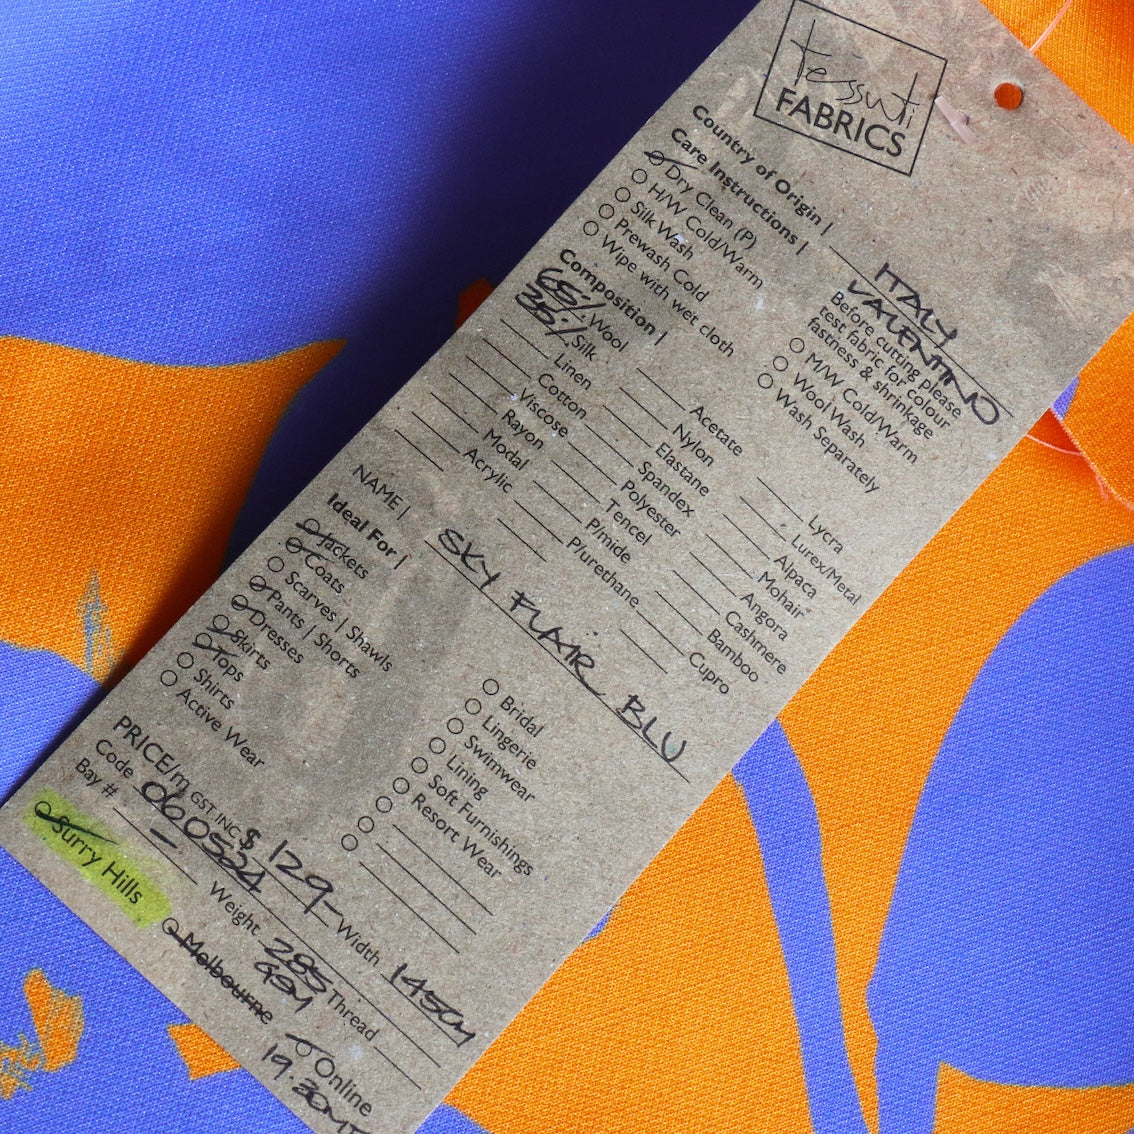 tessuti
FABRICS
Country of Origin | ITALY
Care Instructions | VALENTINO
Dry Clean (P)
H/W Cold/Warm
Silk Wash
Prewash Cold
Wipe with wet cloth
Before cutting please
test fabric for colour
fastness & shrinkage
M/W Cold/Warm
Wool Wash
Wash Separately
Composition |
65% Wool
35% Silk
Linen
Cotton
Viscose
Rayon
Modal
Acrylic
Acetate
Nylon
Elastane
Spandex
Polyester
Tencel
P/mide
P/urethane
Lycra
Lurex/Metal
Alpaca
Mohair
Angora
Cashmere
Bamboo
Cupro
NAME | SKY FLAIR BLU
Ideal For |
Jackets
Coats
Scarves | Shawls
Pants | Shorts
Dresses
Skirts
Tops
Shirts
Active Wear
Bridal
Lingerie
Swimwear
Lining
Soft Furnishings
Resort Wear
PRICE/m GST INC $ 129- Width 145cm
Code 060524 Weight 285 GSM Thread
Bay # -
Surry Hills Melbourne Online
19.30MT